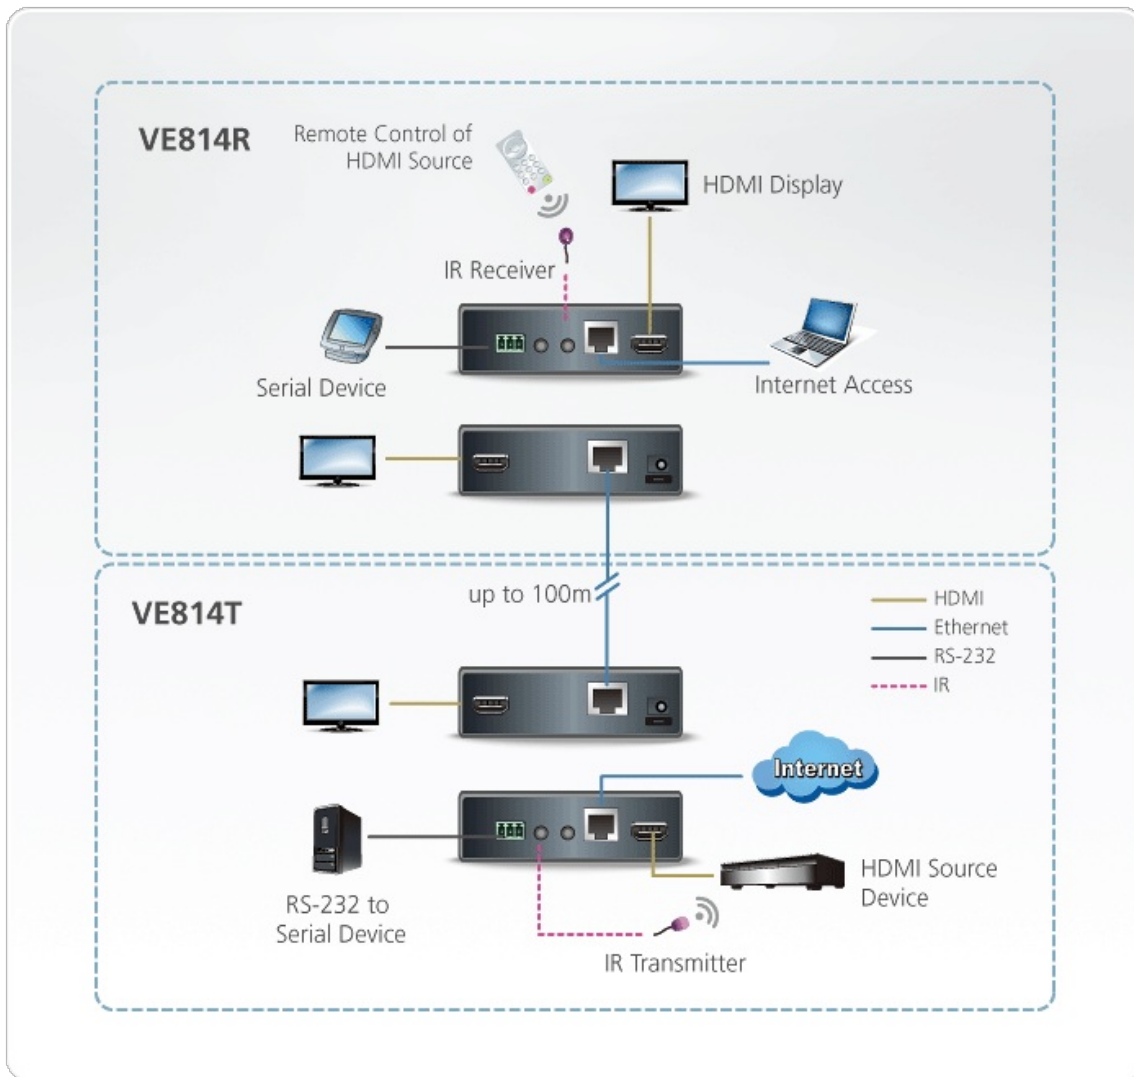 VE814R
Remote Control of
HDMI Source
HDMI Display
IR Receiver
Serial Device
Internet Access
up to 100m
VE814T
HDMI
Ethernet
RS-232
IR
Internet
RS-232 to
Serial Device
HDMI Source
Device
IR Transmitter